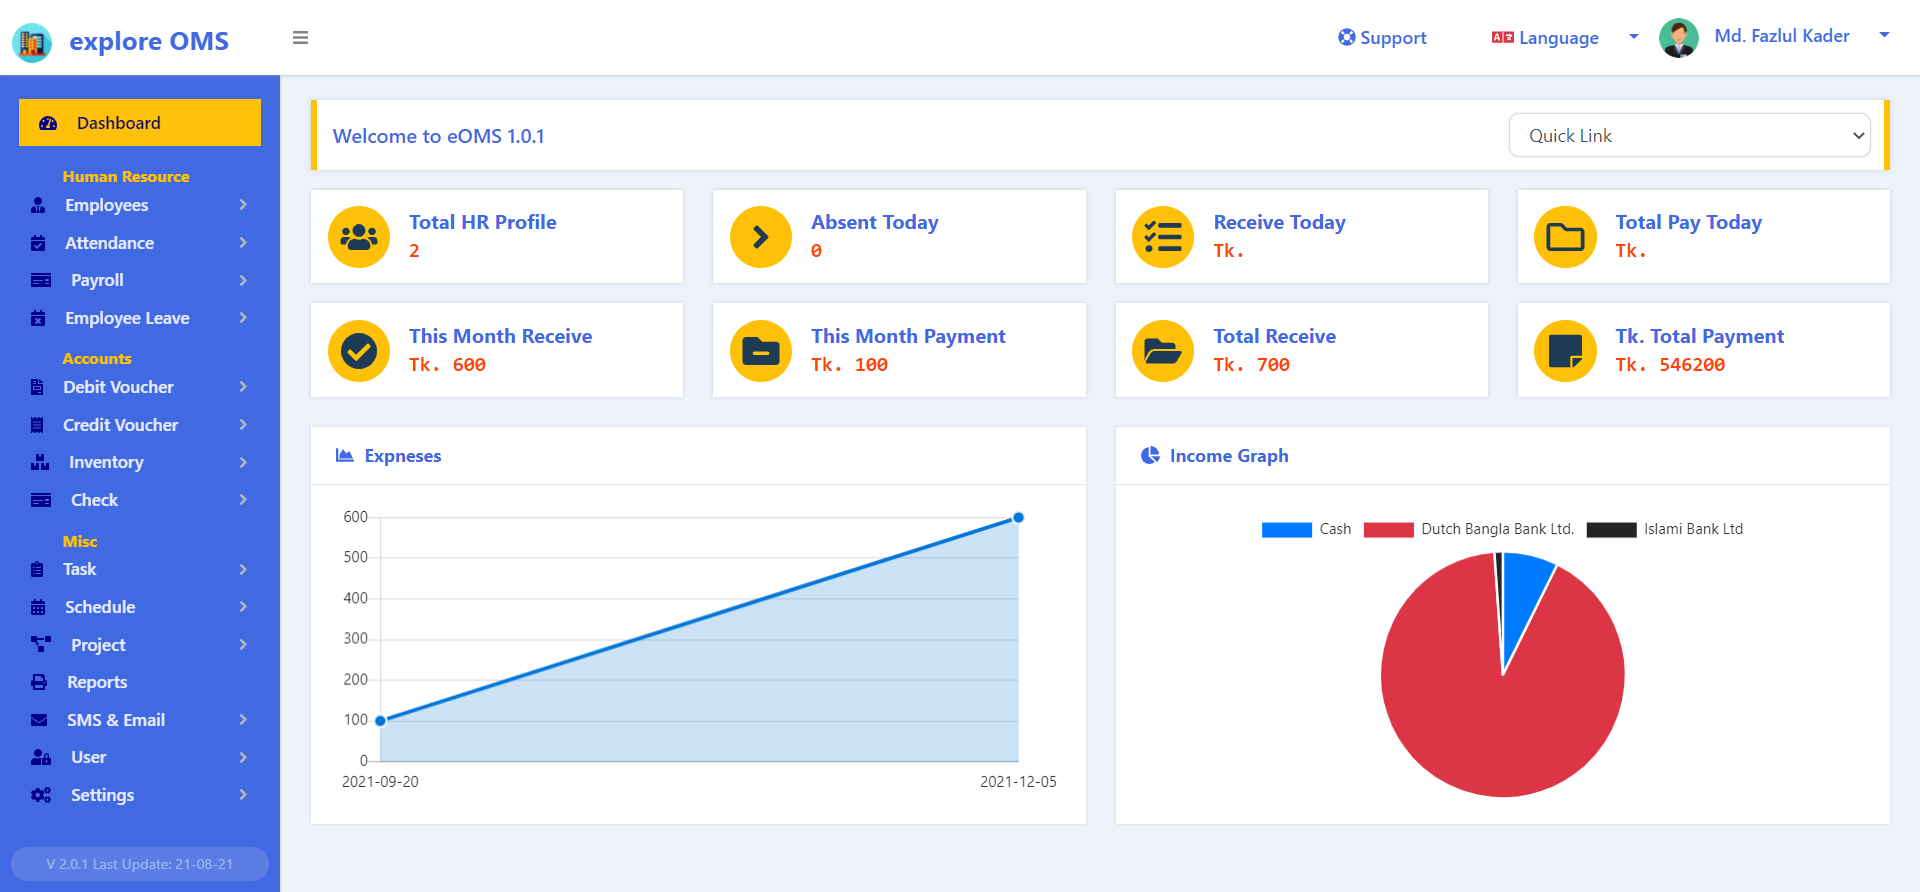 explore OMS
Support
Language
Md. Fazlul Kader
Dashboard
Human Resource
Employees
Attendance
Payroll
Employee Leave
Accounts
Debit Voucher
Credit Voucher
Inventory
Check
Misc
Task
Schedule
Project
Reports
SMS & Email
User
Settings
V 2.0.1 Last Update: 21-08-21
Welcome to eOMS 1.0.1
Quick Link
Total HR Profile
2
Absent Today
0
Receive Today
Tk.
Total Pay Today
Tk.
This Month Receive
Tk. 600
This Month Payment
Tk. 100
Total Receive
Tk. 700
Tk. Total Payment
Tk. 546200
Expneses
600
500
400
300
200
100
0
2021-09-20
2021-12-05
Income Graph
Cash
Dutch Bangla Bank Ltd.
Islami Bank Ltd